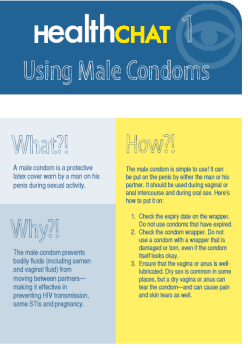 HealthCHAT 1
Using Male Condoms
What?!
A male condom is a protective
latex cover worn by a man on his
penis during sexual activity.
Why?!
The male condom prevents
bodily fluids (including semen
and vaginal fluid) from
moving between partners—
making it effective in
preventing HIV transmission,
some STIs and pregnancy.
How?!
The male condom is simple to use! It can
be put on the penis by either the man or his
partner. It should be used during vaginal or
anal intercourse and during oral sex. Here's
how to put it on:
1. Check the expiry date on the wrapper.
Do not use condoms that have expired.
2. Check the condom wrapper. Do not
use a condom with a wrapper that is
damaged or torn, even if the condom
itself looks okay.
3. Ensure that the vagina or anus is well-
lubricated. Dry sex is common in some
places, but a dry vagina or anus can
tear the condom—and can cause pain
and skin tears as well.